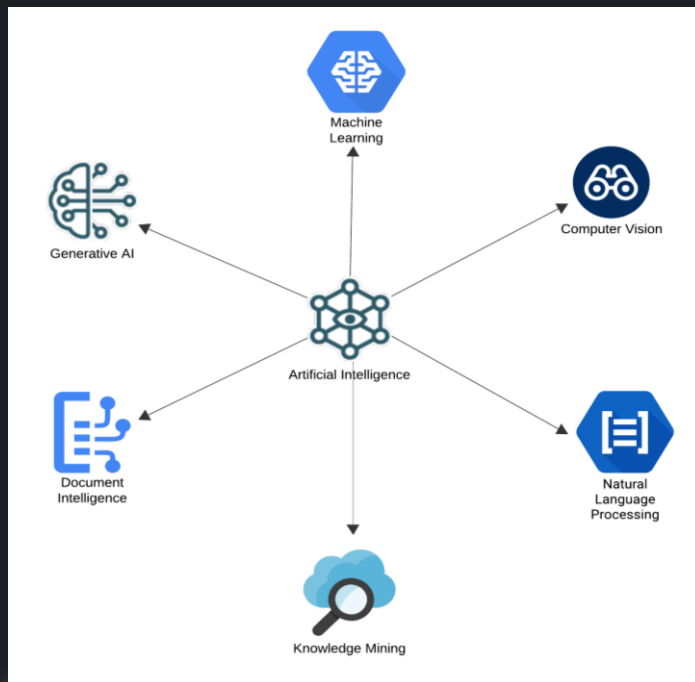 Machine
Learning
Computer Vision
Generative AI
Artificial Intelligence
Document
Intelligence
Natural
Language
Processing
Knowledge Mining